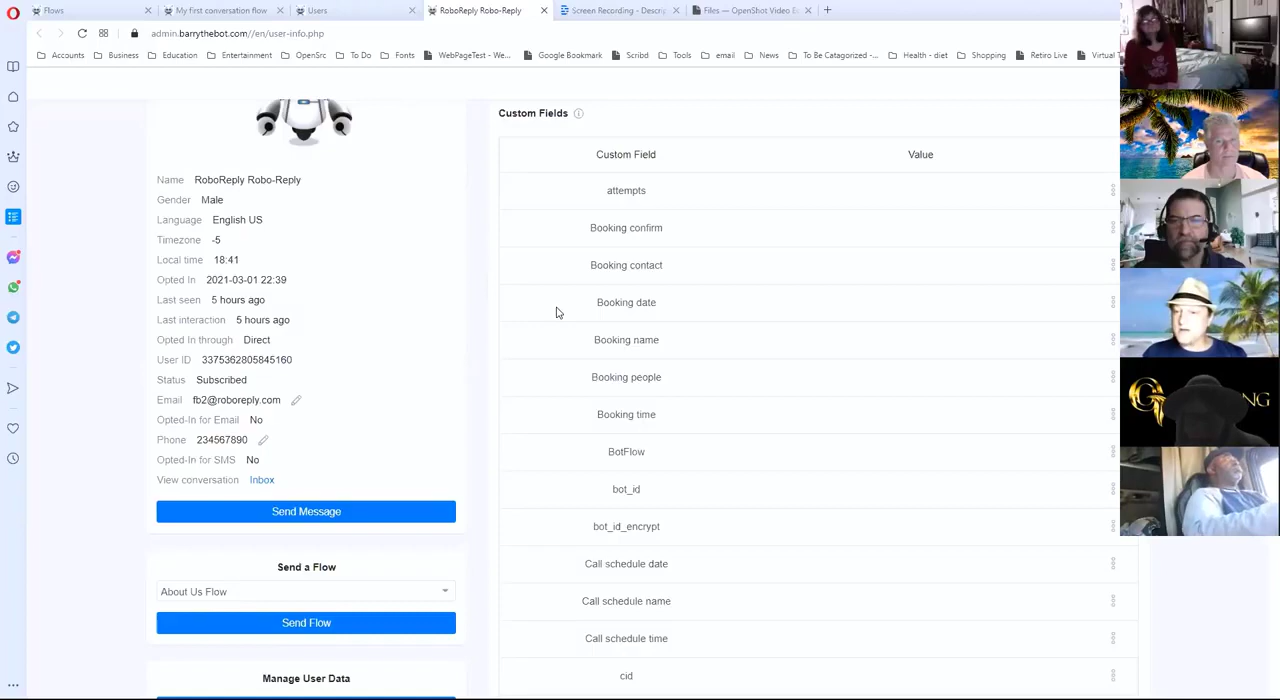 Flows
My first conversation flow
Users
RoboReply Robo-Reply
Screen Recording - Descri
Files — OpenShot Video E
admin.barrythebot.com//en/user-info.php
Accounts
Business
Education
Entertainment
OpenSrc
To Do
Fonts
WebPageTest - We...
Google Bookmark
Scribd
Tools
email
News
To Be Catagorized -...
Health - diet
Shopping
Retiro Live
Virtual T
Name RoboReply Robo-Reply
Gender Male
Language English US
Timezone -5
Local time 18:41
Opted In 2021-03-01 22:39
Last seen 5 hours ago
Last interaction 5 hours ago
Opted In through Direct
User ID 3375362805845160
Status Subscribed
Email fb2@roboreply.com
Opted-In for Email No
Phone 234567890
Opted-In for SMS No
View conversation Inbox
Send Message
Send a Flow
About Us Flow
Send Flow
Manage User Data
Custom Fields
Custom Field Value
attempts
Booking confirm
Booking contact
Booking date
Booking name
Booking people
Booking time
BotFlow
bot_id
bot_id_encrypt
Call schedule date
Call schedule name
Call schedule time
cid